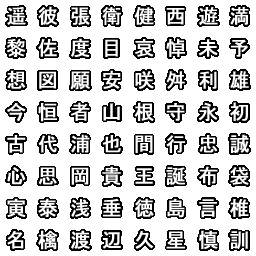 遥彼張衛健西遊満
黎佐度目哀悼未予
想図願安咲舛利雄
今恒者山根守永初
古代浦也間行忠誠
心思岡貴王誕布袋
寅泰浅垂徳島言椎
名檎渡辺久星慎訓